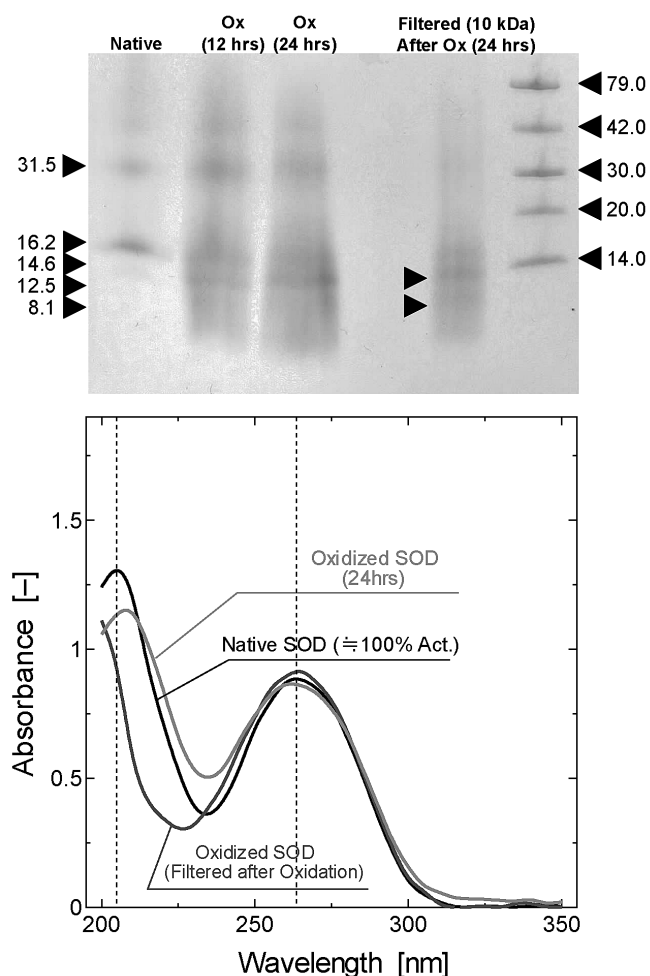 Native
Ox
(12 hrs)
Ox
(24 hrs)
Filtered (10 kDa)
After Ox (24 hrs)
31.5
16.2
14.6
12.5
8.1
79.0
42.0
30.0
20.0
14.0
Oxidized SOD
(24hrs)
Native SOD (≒100% Act.)
Oxidized SOD
(Filtered after Oxidation)
Absorbance [–]
1.5
1
0.5
0
200
250
300
350
Wavelength [nm]